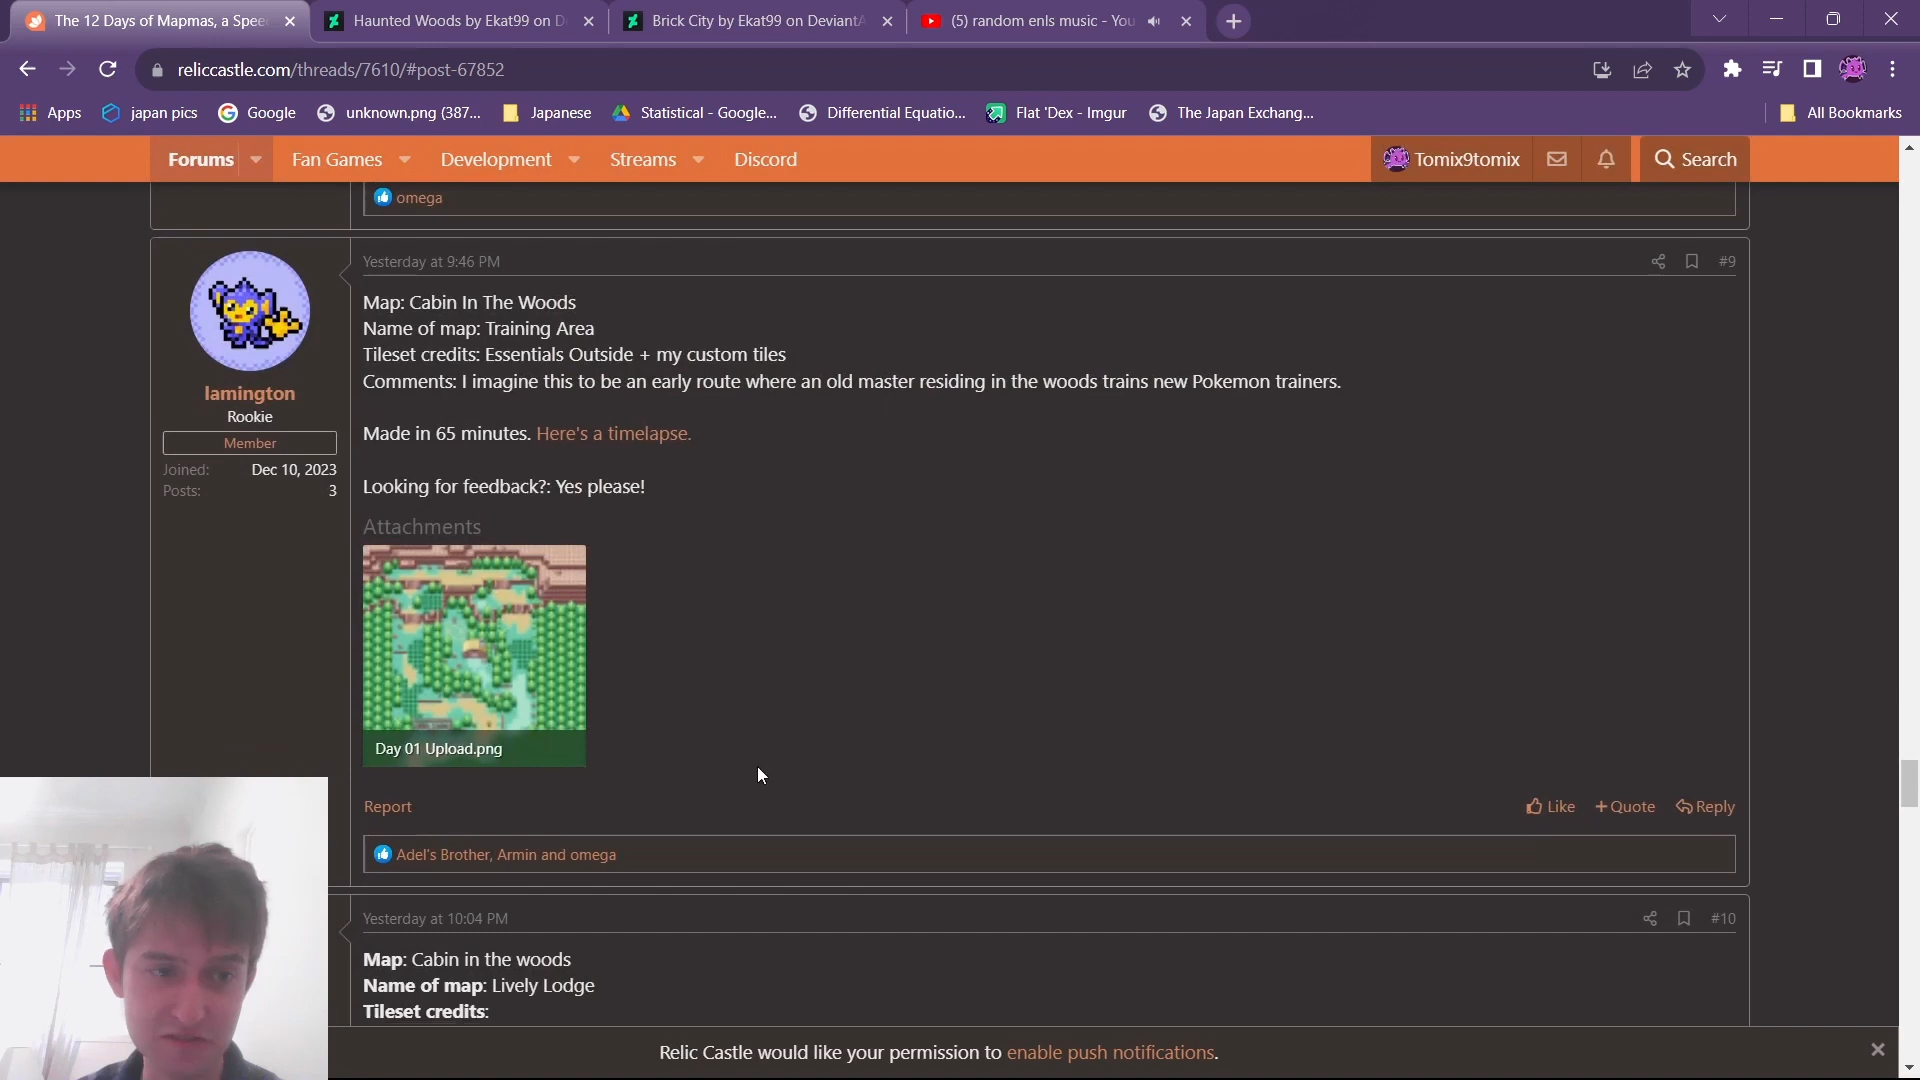 The 12 Days of Mapmas, a Spee
Haunted Woods by Ekat99 on D
Brick City by Ekat99 on DeviantA
(5) random enls music - You
reliccastle.com/threads/7610/#post-67852
Apps
japan pics
Google
unknown.png (387...
Japanese
Statistical - Google...
Differential Equatio...
Flat 'Dex - Imgur
The Japan Exchang...
All Bookmarks
Forums
Fan Games
Development
Streams
Discord
Tomix9tomix
Search
omega
Yesterday at 9:46 PM
#9
lamington
Rookie
Member
Joined: Dec 10, 2023
Posts: 3
Map: Cabin In The Woods
Name of map: Training Area
Tileset credits: Essentials Outside + my custom tiles
Comments: I imagine this to be an early route where an old master residing in the woods trains new Pokemon trainers.
Made in 65 minutes. Here's a timelapse.
Looking for feedback?: Yes please!
Attachments
Day 01 Upload.png
Report
Like
+ Quote
Reply
Adel's Brother, Armin and omega
Yesterday at 10:04 PM
#10
Map: Cabin in the woods
Name of map: Lively Lodge
Tileset credits:
Relic Castle would like your permission to enable push notifications.